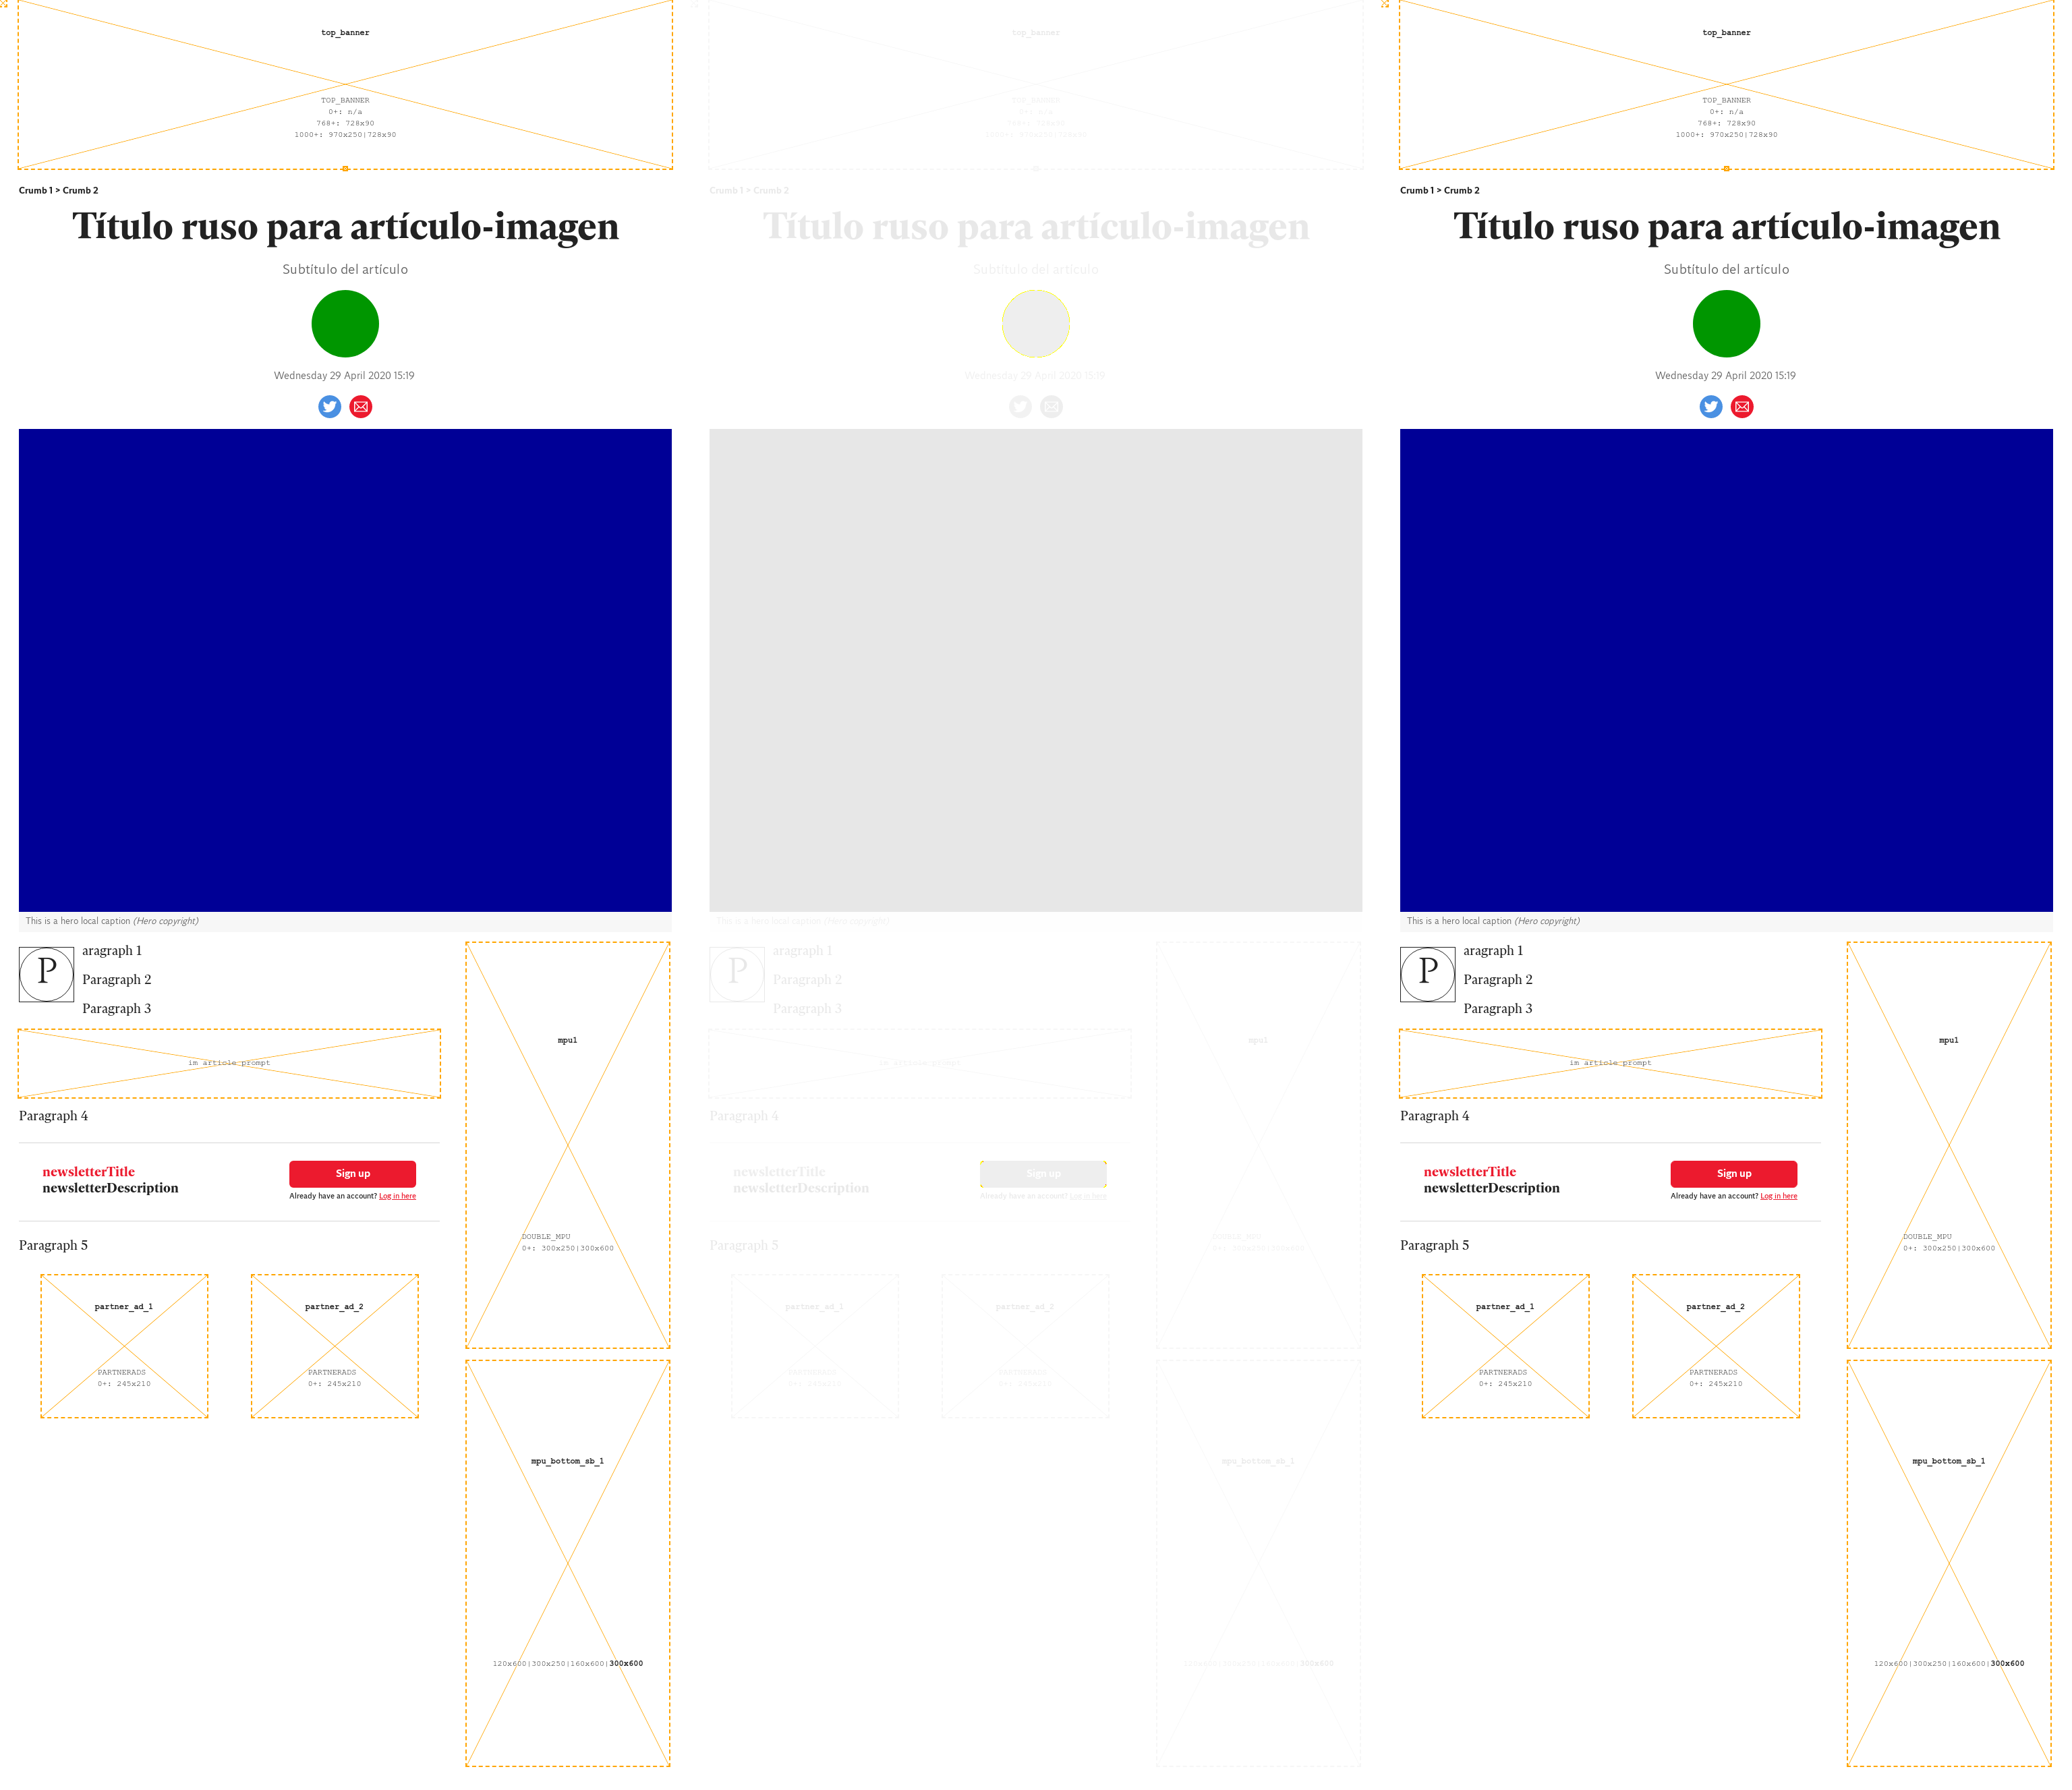 top_banner
TOP_BANNER
0+: n/a
768+: 728x90
1000+: 970x250|728x90
Crumb 1 > Crumb 2
Título ruso para artículo-imagen
Subtítulo del artículo
Wednesday 29 April 2020 15:19
This is a hero local caption (Hero copyright)
P
aragraph 1
Paragraph 2
Paragraph 3
im_article_prompt
Paragraph 4
newsletterTitle
newsletterDescription
Sign up
Already have an account? Log in here
Paragraph 5
partner_ad_1
PARTNERADS
0+: 245x210
partner_ad_2
PARTNERADS
0+: 245x210
mpu1
DOUBLE_MPU
0+: 300x250|300x600
mpu_bottom_sb_1
120x600|300x250|160x600|300x600
top_banner
TOP_BANNER
0+: n/a
768+: 728x90
1000+: 970x250|728x90
Crumb 1 > Crumb 2
Título ruso para artículo-imagen
Subtítulo del artículo
Wednesday 29 April 2020 15:19
This is a hero local caption (Hero copyright)
P
aragraph 1
Paragraph 2
Paragraph 3
im_article_prompt
Paragraph 4
newsletterTitle
newsletterDescription
Sign up
Already have an account? Log in here
Paragraph 5
partner_ad_1
PARTNERADS
0+: 245x210
partner_ad_2
PARTNERADS
0+: 245x210
mpu1
DOUBLE_MPU
0+: 300x250|300x600
mpu_bottom_sb_1
120x600|300x250|160x600|300x600
top_banner
TOP_BANNER
0+: n/a
768+: 728x90
1000+: 970x250|728x90
Crumb 1 > Crumb 2
Título ruso para artículo-imagen
Subtítulo del artículo
Wednesday 29 April 2020 15:19
This is a hero local caption (Hero copyright)
P
aragraph 1
Paragraph 2
Paragraph 3
im_article_prompt
Paragraph 4
newsletterTitle
newsletterDescription
Sign up
Already have an account? Log in here
Paragraph 5
partner_ad_1
PARTNERADS
0+: 245x210
partner_ad_2
PARTNERADS
0+: 245x210
mpu1
DOUBLE_MPU
0+: 300x250|300x600
mpu_bottom_sb_1
120x600|300x250|160x600|300x600